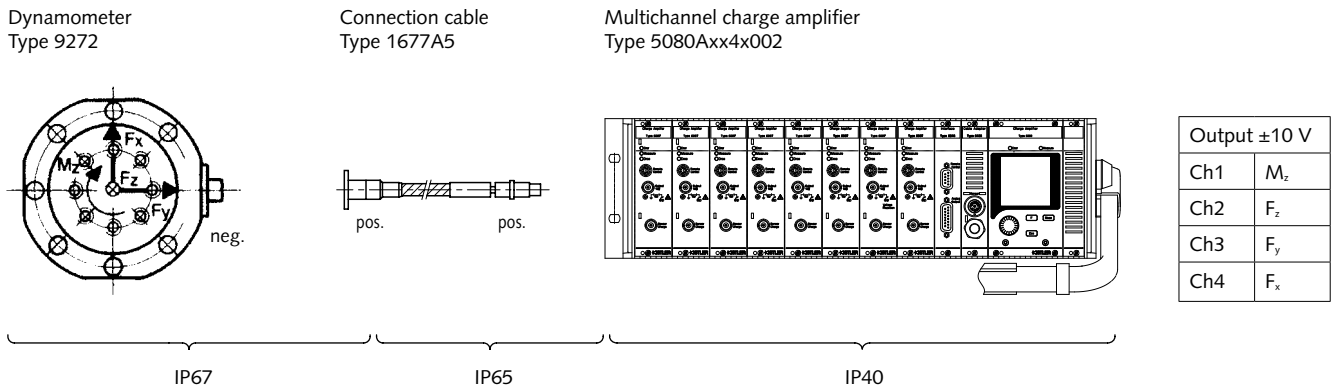 Dynamometer
Type 9272
Connection cable
Type 1677A5
Multichannel charge amplifier
Type 5080Axx4x002
Fx
Mz
Fz
Fy
neg.
pos.
pos.
KISTLER
Output ±10 V
Ch1 Mz
Ch2 Fz
Ch3 Fy
Ch4 Fx
IP67
IP65
IP40